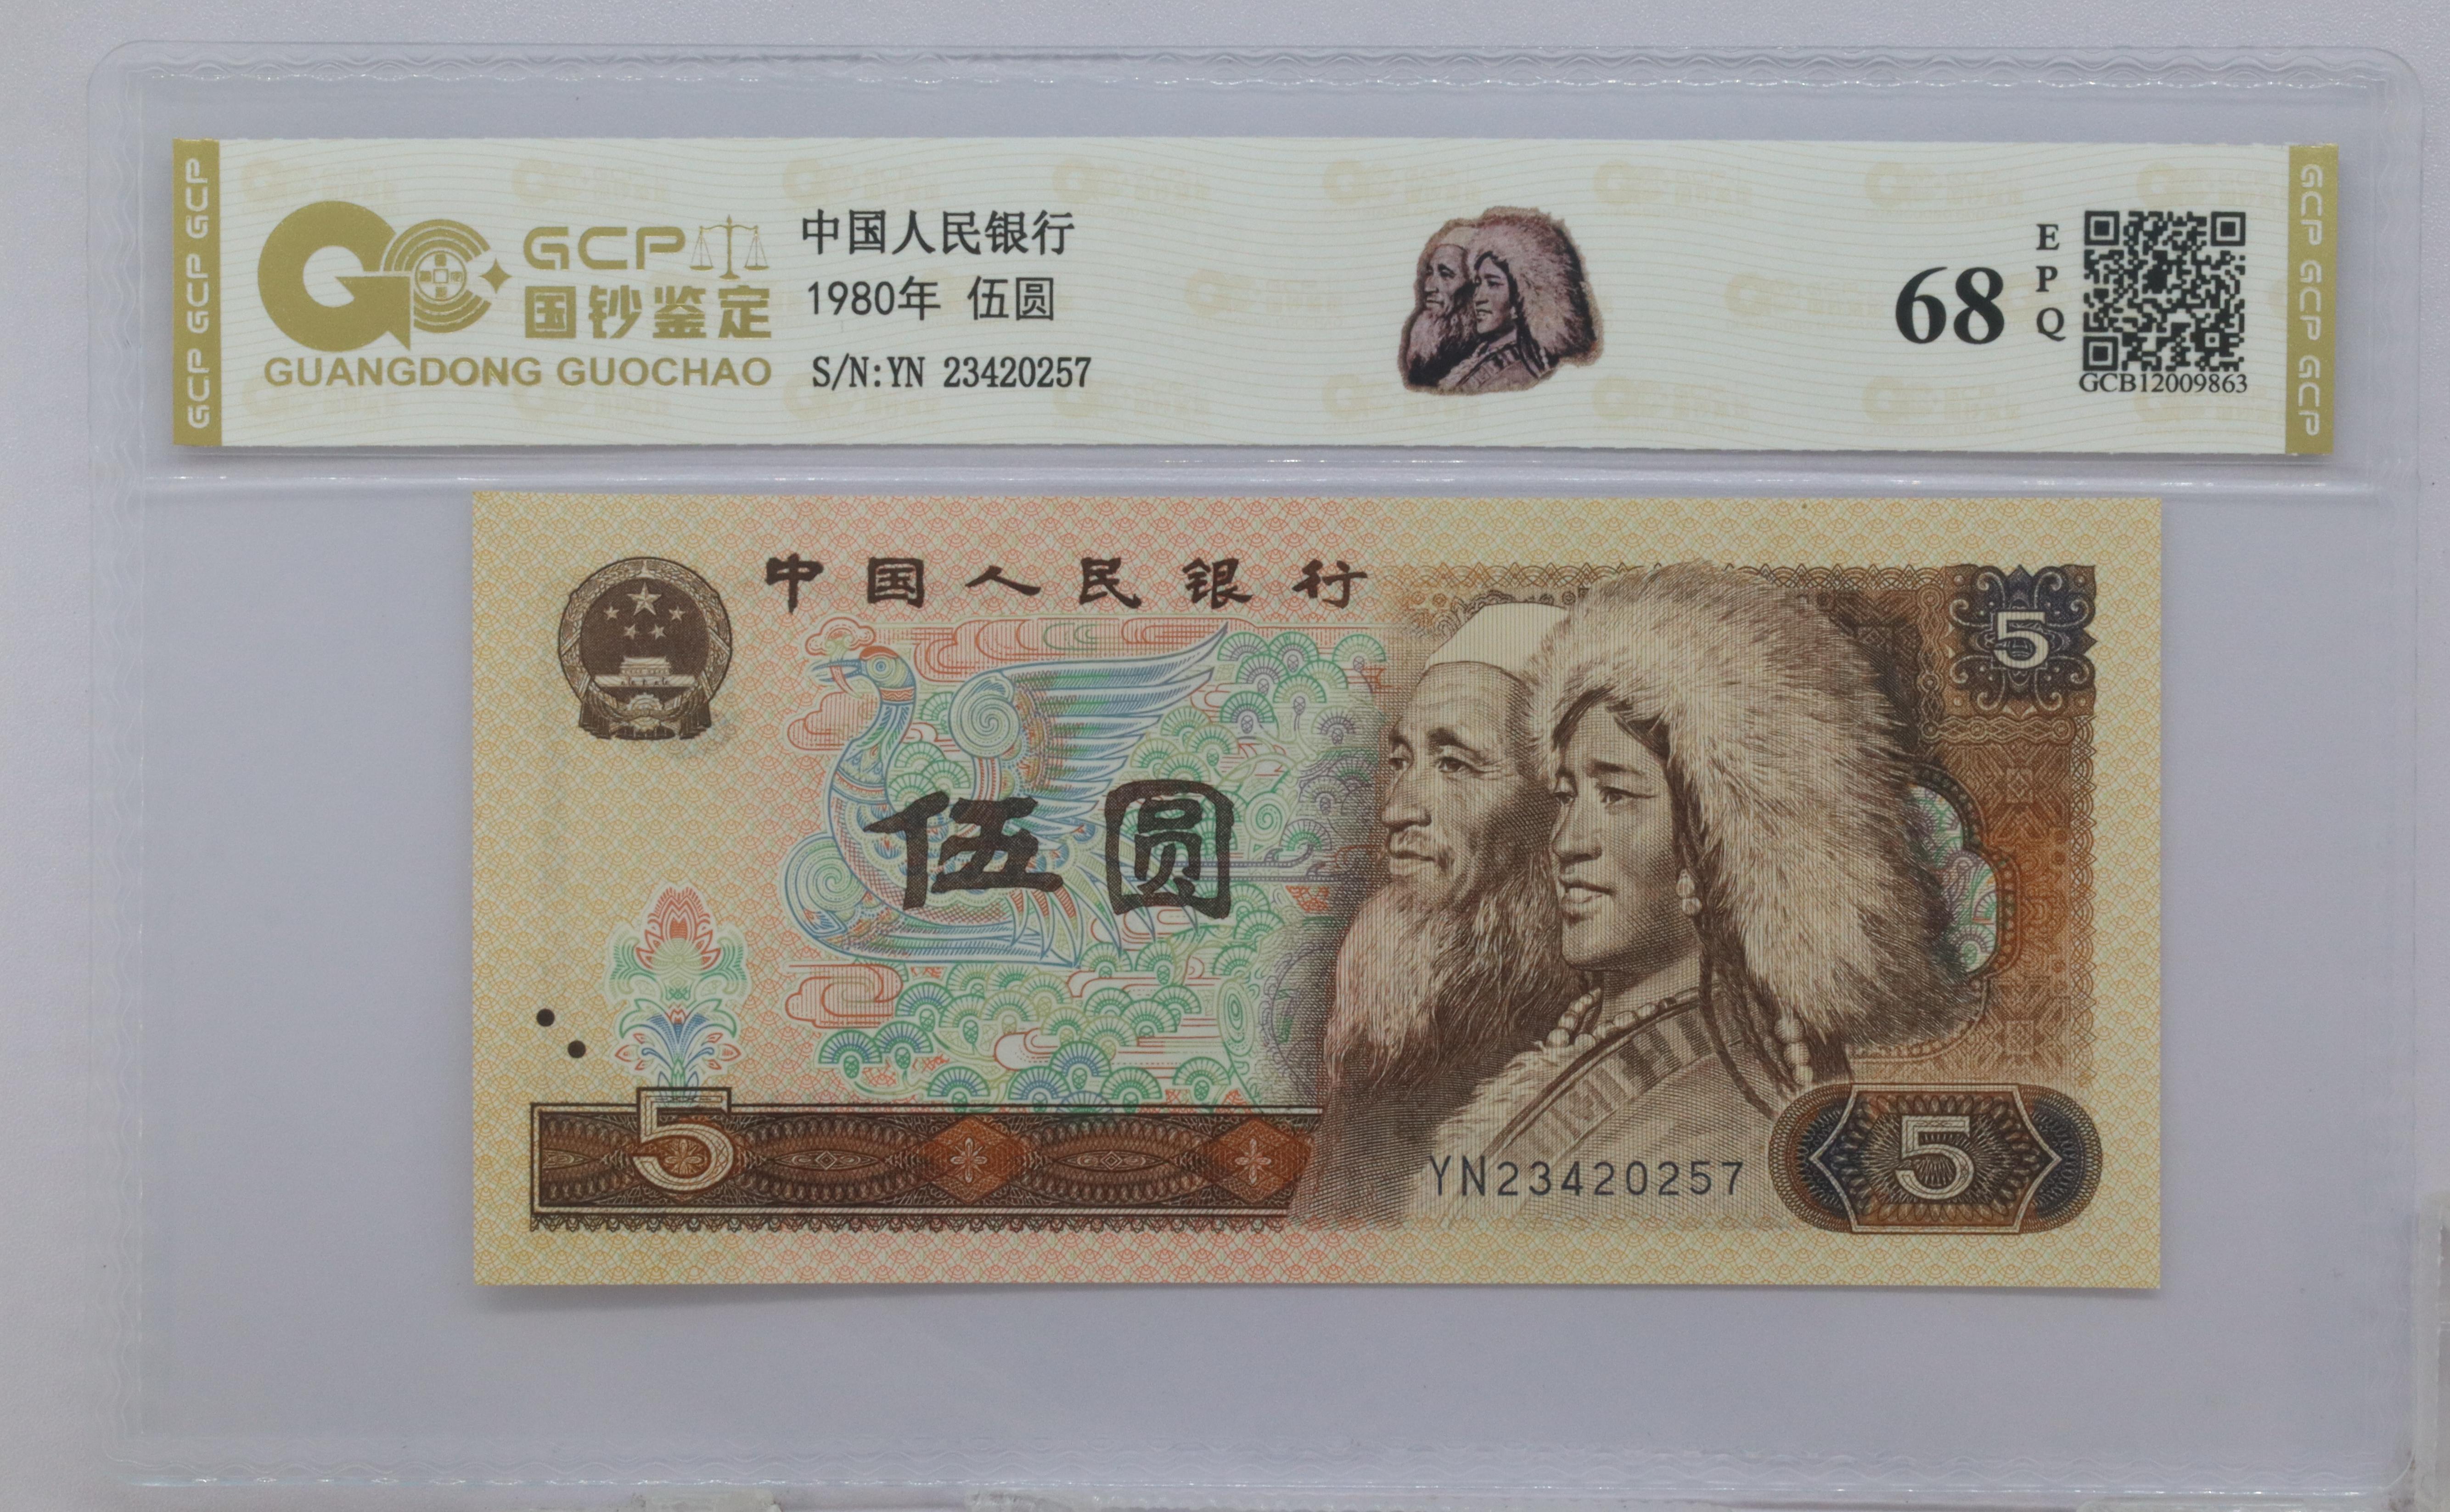 GCP GCP GCP
GCP
国钞鉴定
GUANGDONG GUOCHAO
中国人民银行
1980年 伍圆
S/N:YN 23420257
68
E
P
Q
GCB12009863
GCP GCP GCP
中国人民银行
5
伍圆
5
YN23420257
5